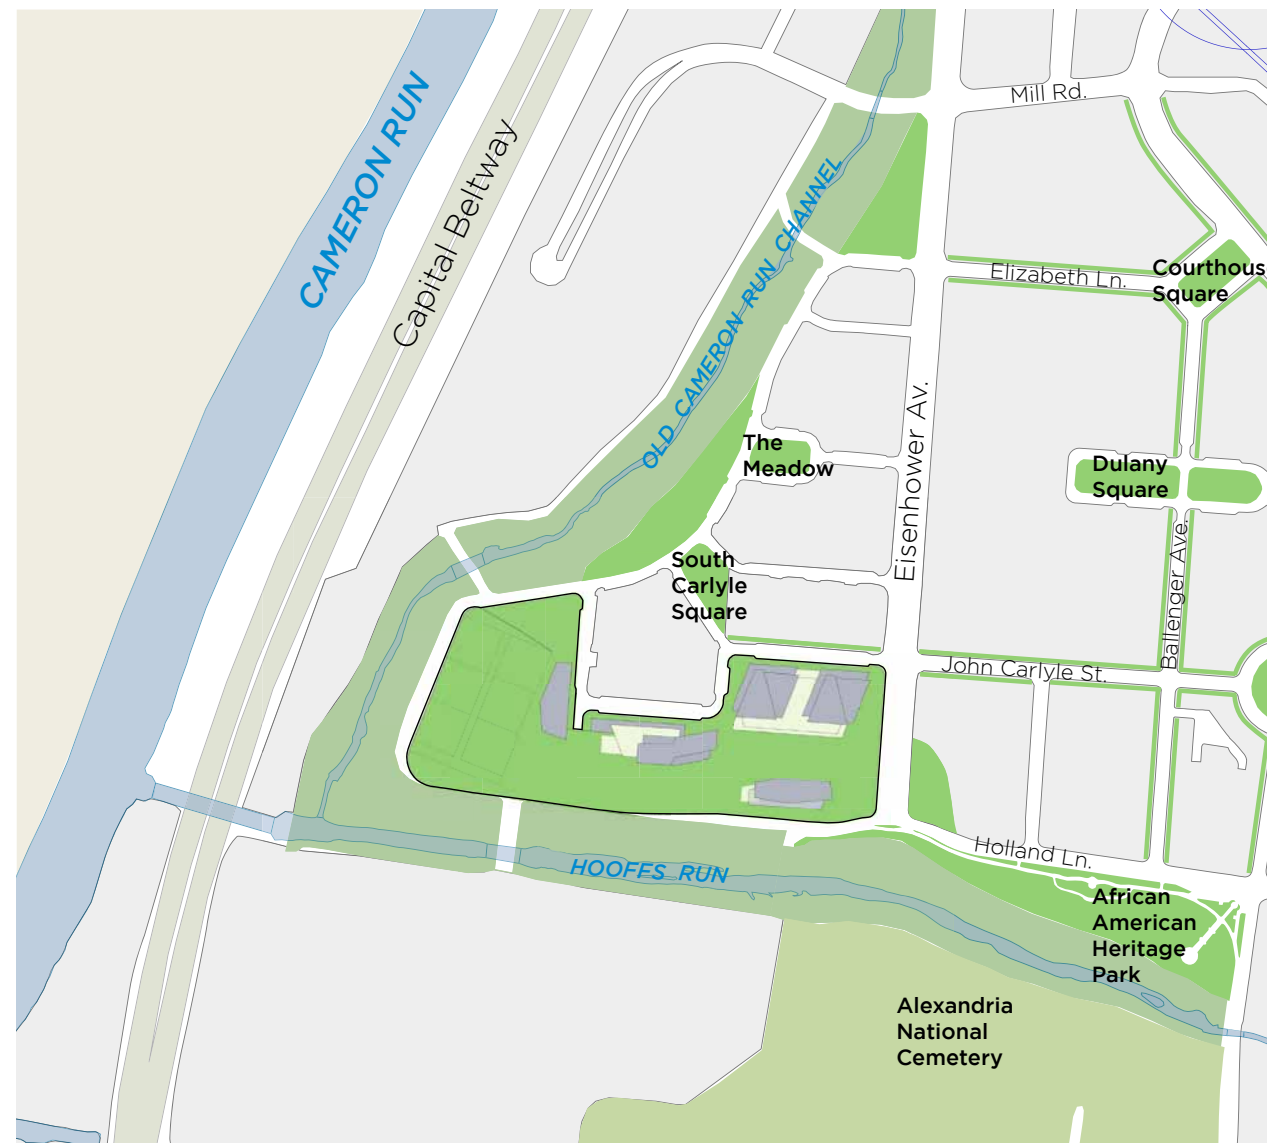 Mill Rd.
CAMERON RUN
Capital Beltway
OLD CAMERON RUN CHANNEL
Elizabeth Ln.
Courthous
Square
Eisenhower Av.
The
Meadow
Dulany
Square
South
Carlyle
Square
Ballenger Ave.
John Carlyle St.
Holland Ln.
HOOFFS RUN
African
American
Heritage
Park
Alexandria
National
Cemetery